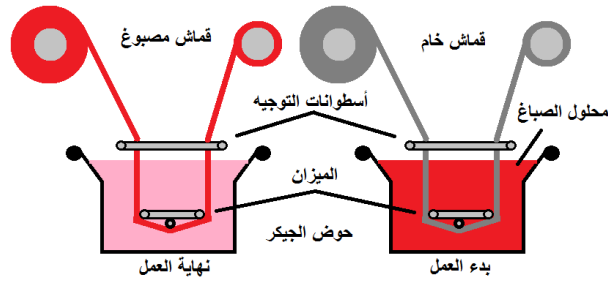 قماش خام
قماش مصبوغ
أسطوانات التوجيه
محلول الصباغ
الميزان
حوض الجيكر
بدء العمل
نهاية العمل